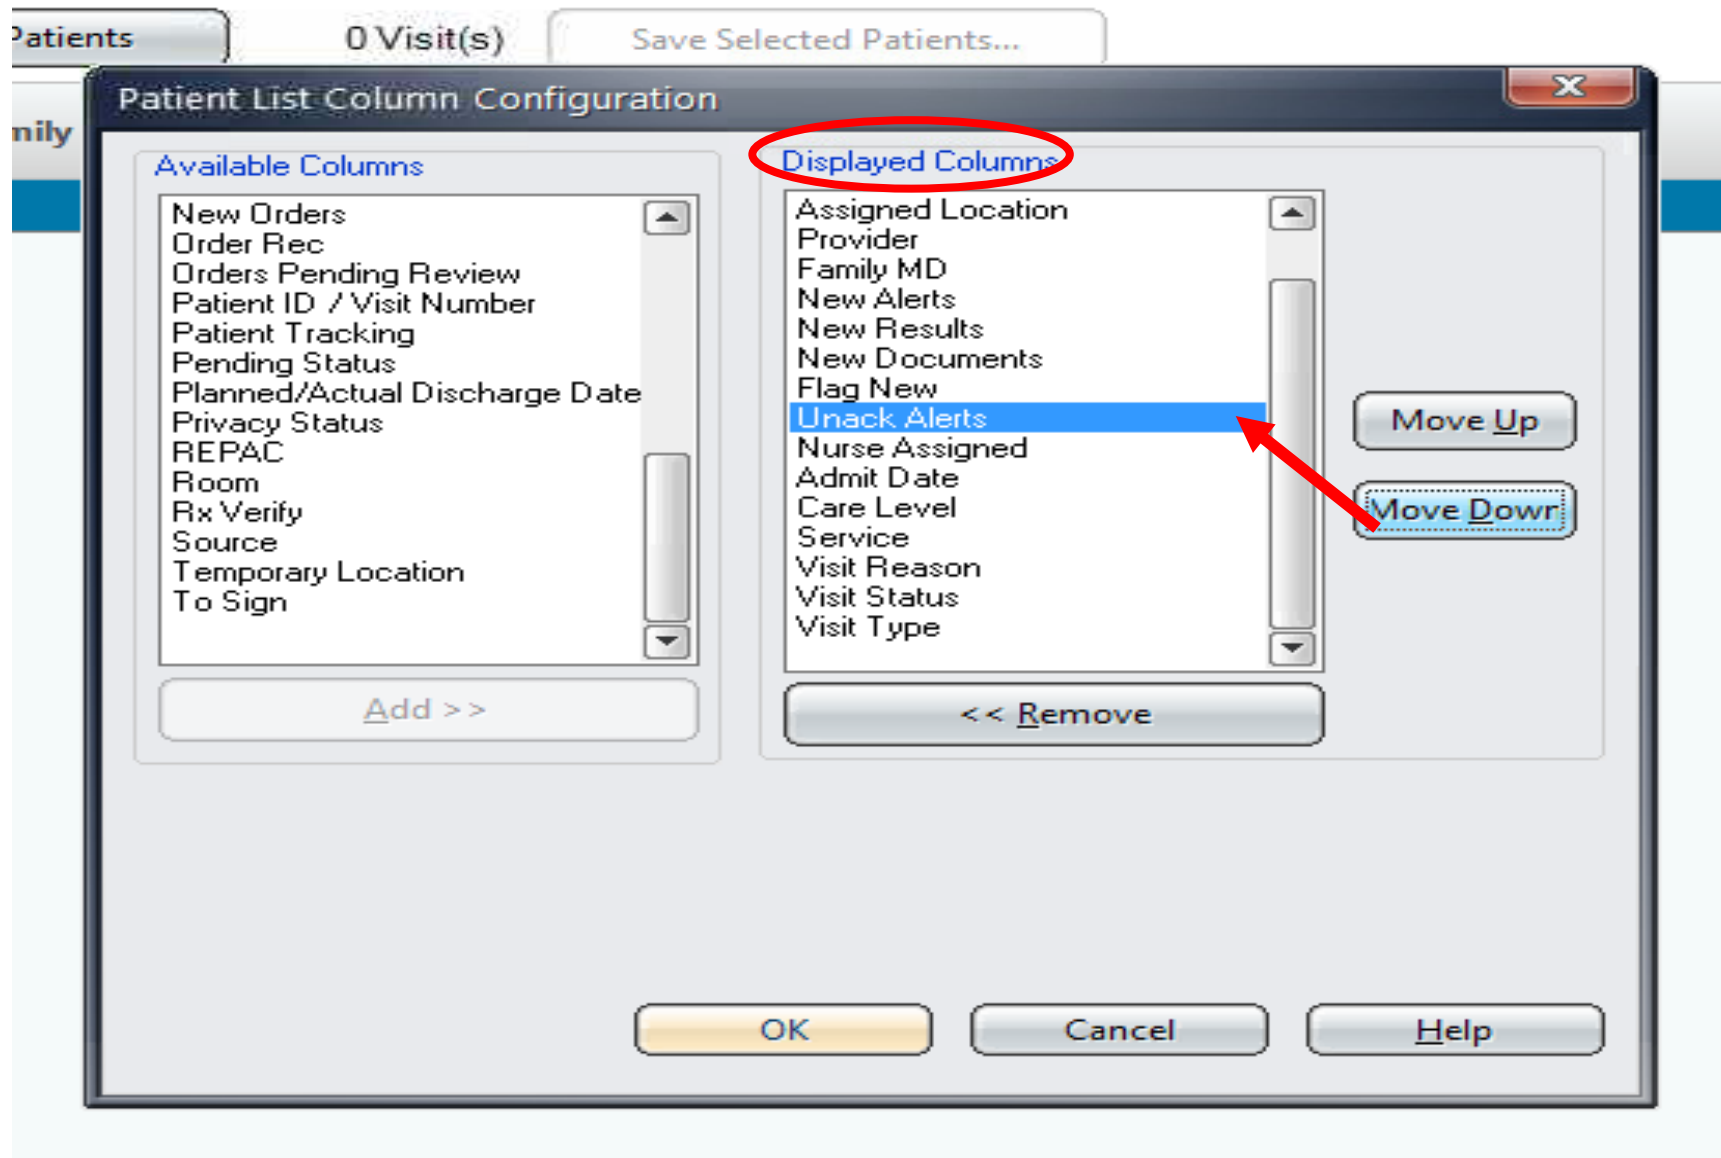 Patients
0 Visit(s)
Save Selected Patients...
Patient List Column Configuration
Available Columns
New Orders
Order Rec
Orders Pending Review
Patient ID / Visit Number
Patient Tracking
Pending Status
Planned/Actual Discharge Date
Privacy Status
REPAC
Room
Rx Verify
Source
Temporary Location
To Sign
Add >>
Displayed Columns
Assigned Location
Provider
Family MD
New Alerts
New Results
New Documents
Flag New
Unack Alerts
Nurse Assigned
Admit Date
Care Level
Service
Visit Reason
Visit Status
Visit Type
<< Remove
Move Up
Move Down
OK
Cancel
Help